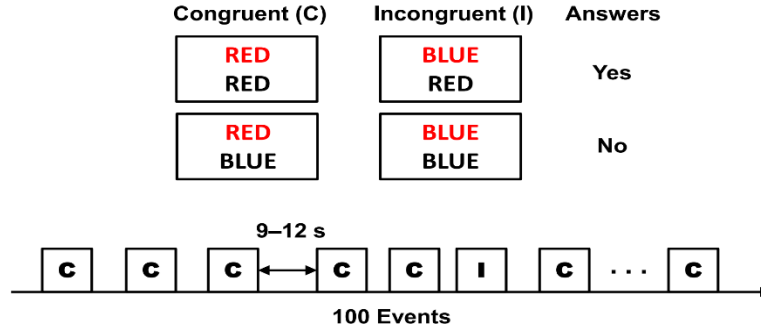 Congruent (C) Incongruent (I) Answers
RED BLUE
RED RED
Yes
RED BLUE
BLUE BLUE
No
9–12 s
C C C C C I C . . . C
100 Events